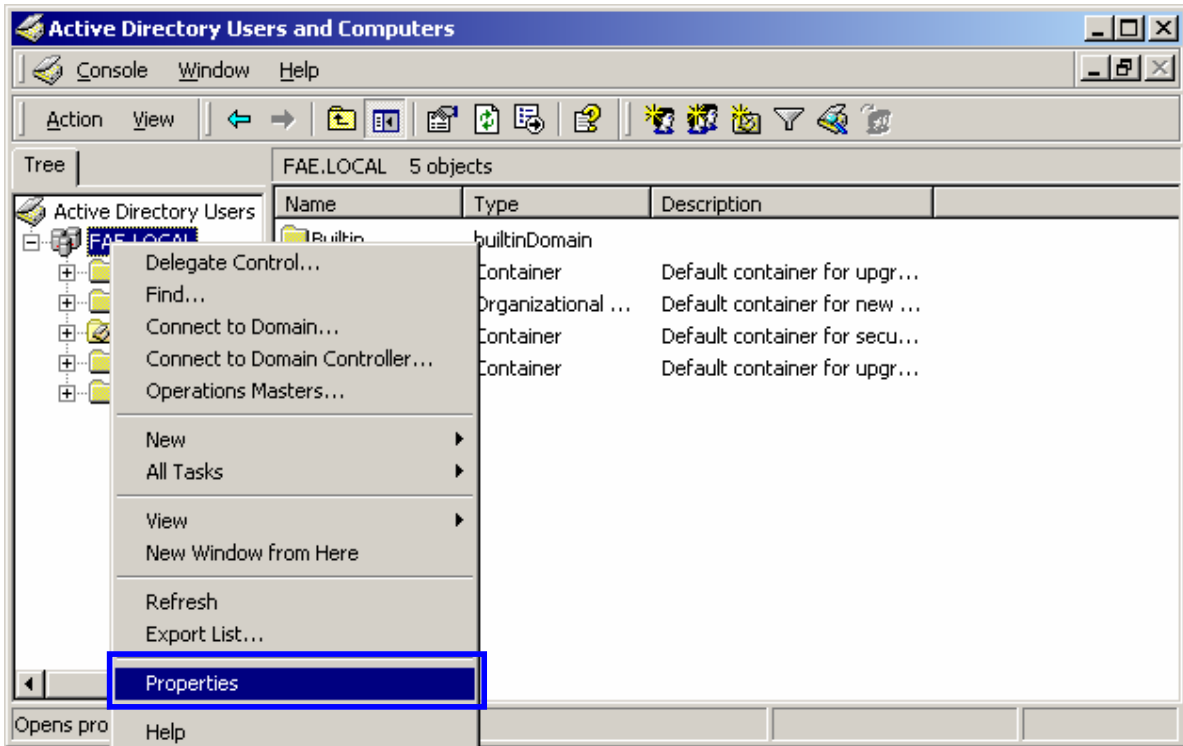 Active Directory Users and Computers
Console Window Help
Action View
Tree
FAE.LOCAL 5 objects
Active Directory Users
Name Type Description
FAE.LOCAL
Builtin builtinDomain
Container Default container for upgr...
Organizational ... Default container for new ...
Container Default container for secu...
Container Default container for upgr...
Delegate Control...
Find...
Connect to Domain...
Connect to Domain Controller...
Operations Masters...
New
All Tasks
View
New Window from Here
Refresh
Export List...
Properties
Help
Opens pro